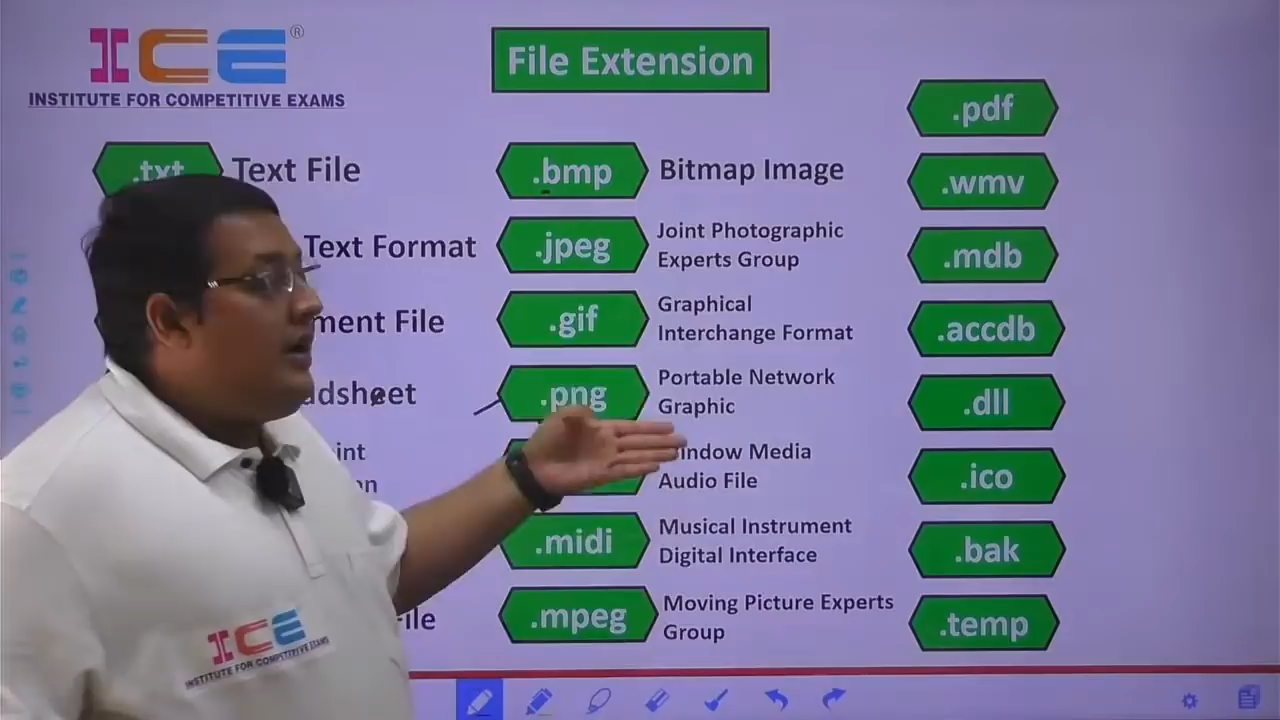 ICE®
INSTITUTE FOR COMPETITIVE EXAMS
File Extension
.txt
Text File
Text Format
File
.bmp
Bitmap Image
.jpeg
Joint Photographic
Experts Group
.gif
Graphical
Interchange Format
.png
Portable Network
Graphic
Media
Audio File
.midi
Musical Instrument
Digital Interface
.mpeg
Moving Picture Experts
Group
.pdf
.wmv
.mdb
.accdb
.dll
.ico
.bak
.temp
ICE
INSTITUTE FOR COMPETITIVE EXAMS